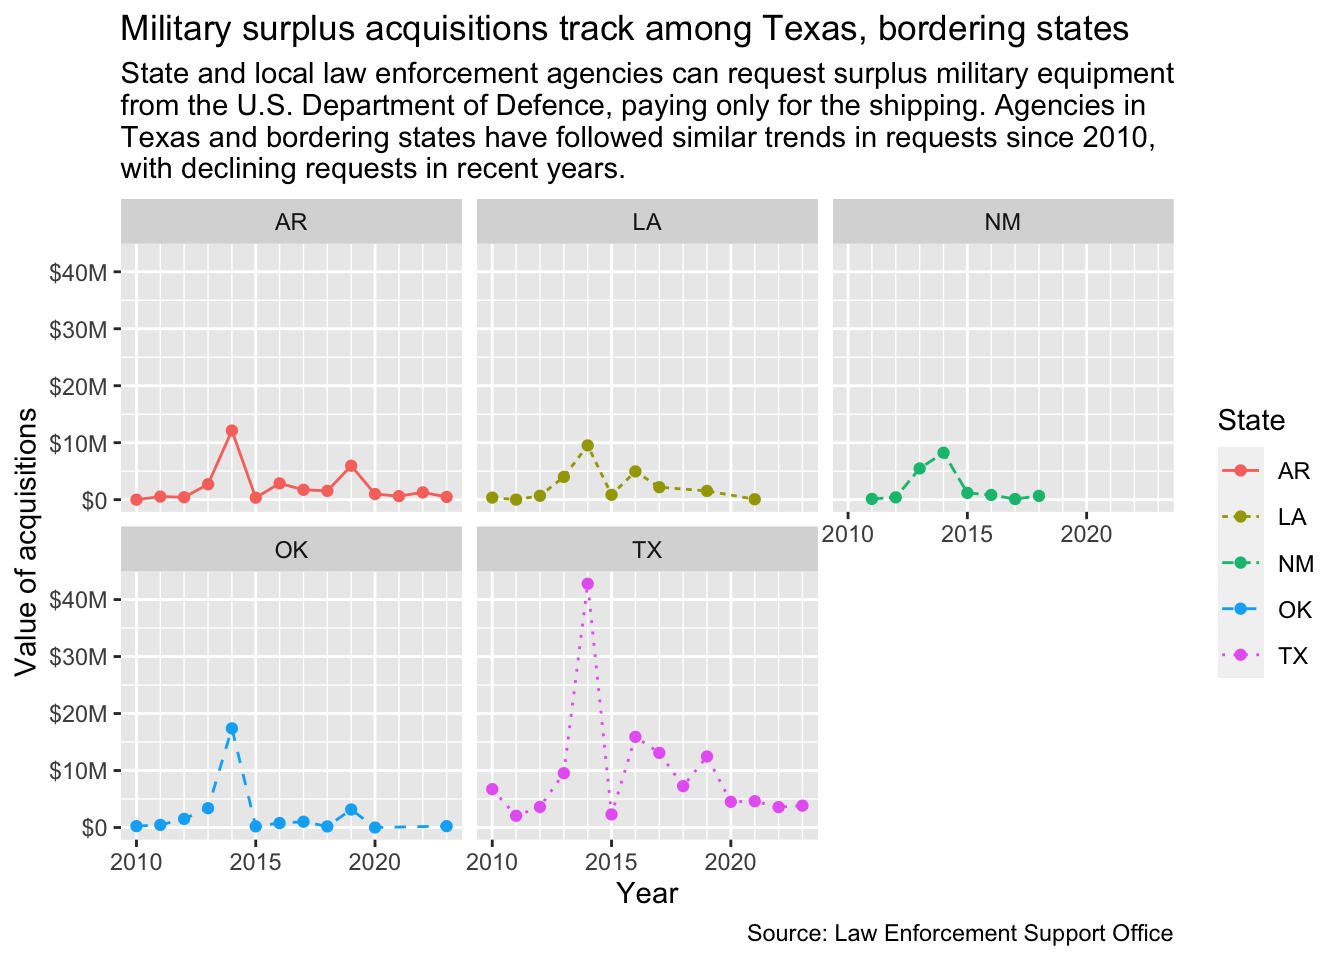 Military surplus acquisitions track among Texas, bordering states
State and local law enforcement agencies can request surplus military equipment
from the U.S. Department of Defence, paying only for the shipping. Agencies in
Texas and bordering states have followed similar trends in requests since 2010,
with declining requests in recent years.
AR
LA
NM
$40M
$30M
$20M
$10M
$0
2010
2015
2020
OK
TX
$40M
$30M
$20M
$10M
$0
2010
2015
2020
2010
2015
2020
Value of acquisitions
Year
State
AR
LA
NM
OK
TX
Source: Law Enforcement Support Office